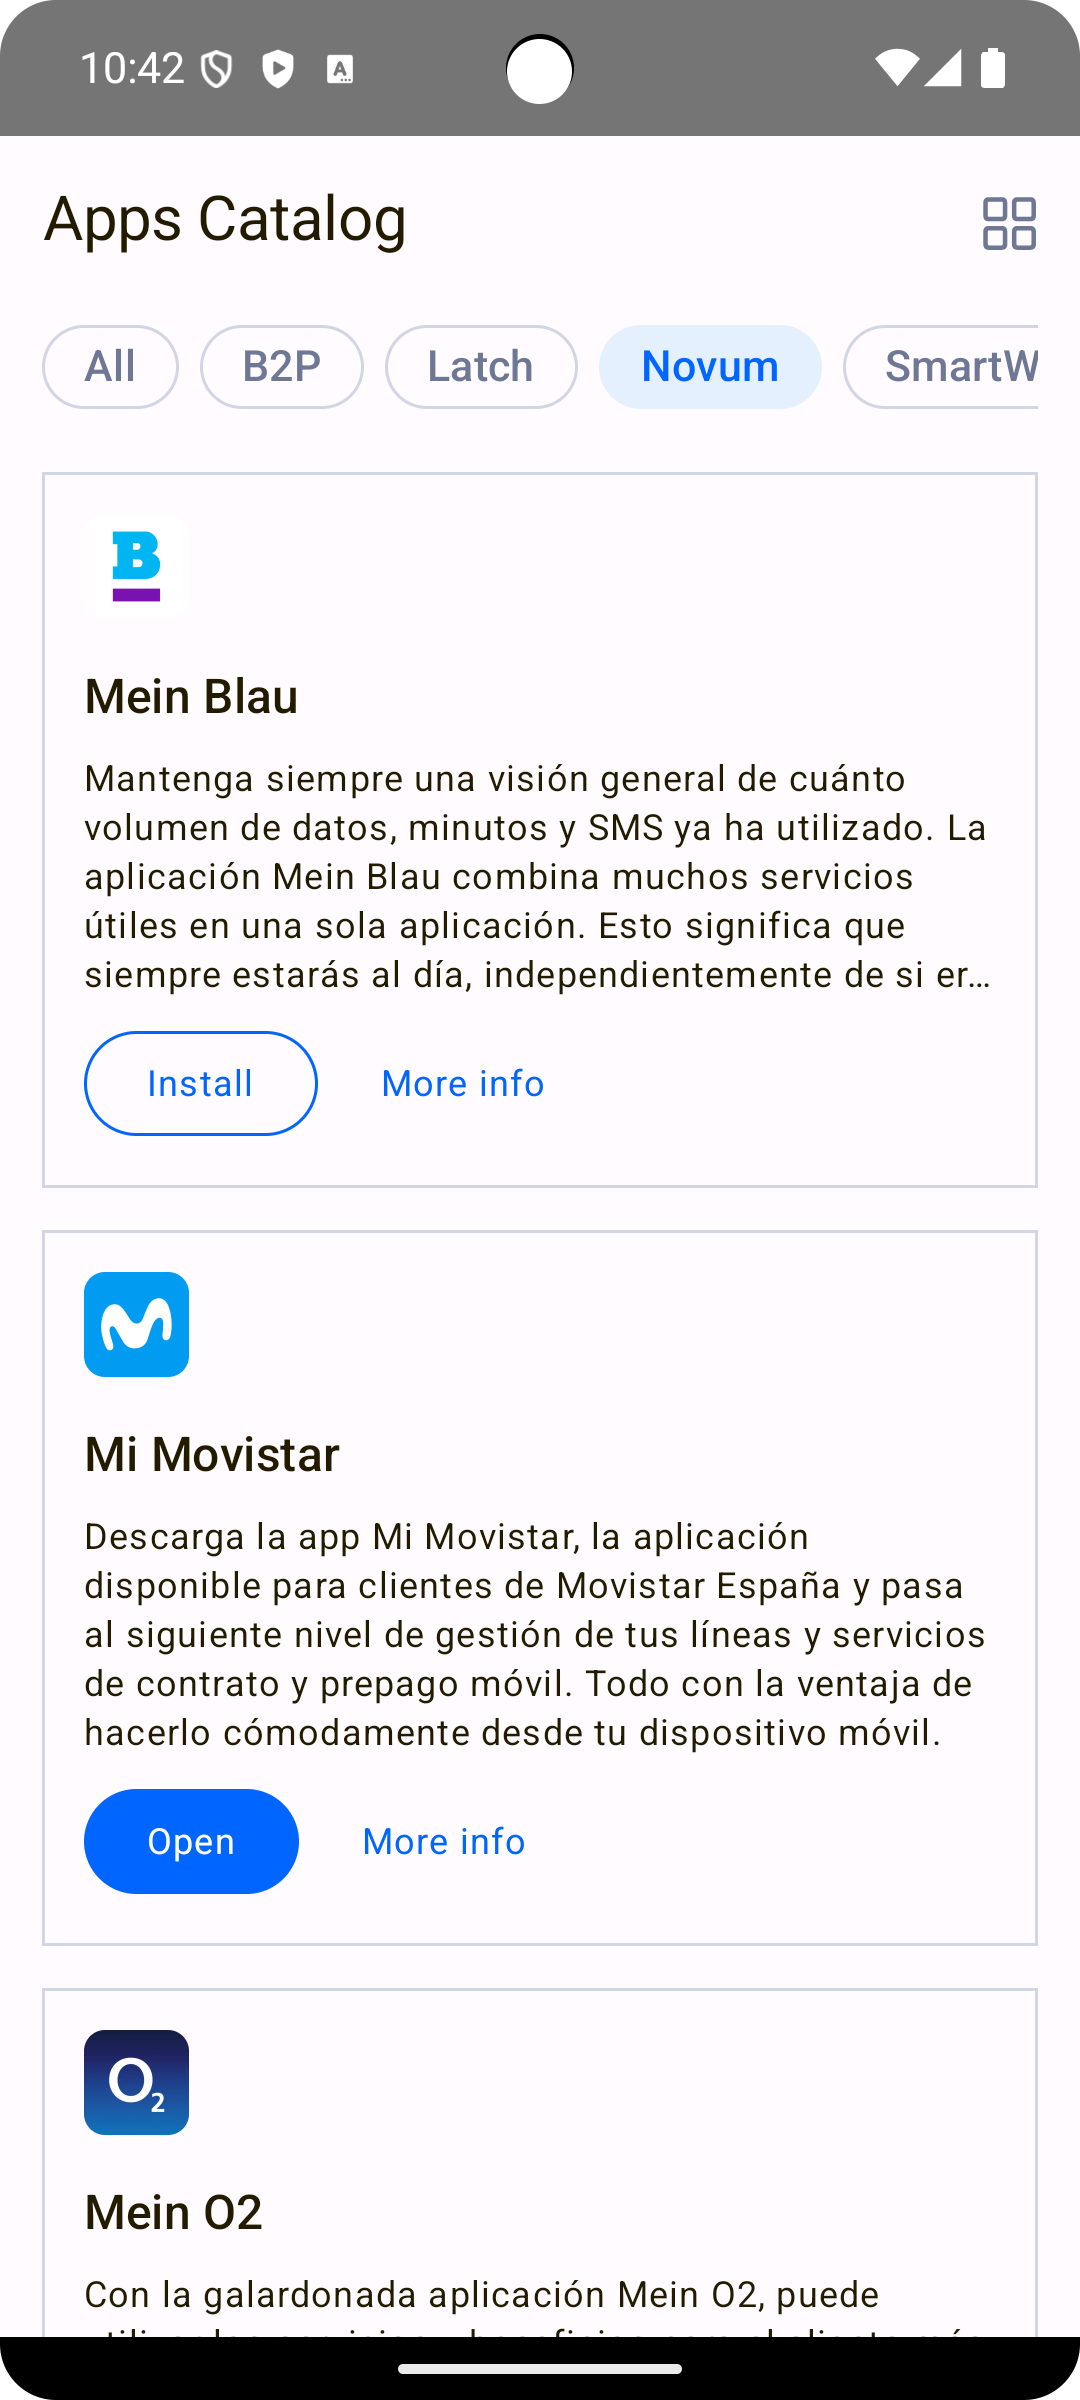 10:42
Apps Catalog
All B2P Latch Novum SmartW
B
Mein Blau
Mantenga siempre una visión general de cuánto
volumen de datos, minutos y SMS ya ha utilizado. La
aplicación Mein Blau combina muchos servicios
útiles en una sola aplicación. Esto significa que
siempre estarás al día, independientemente de si er...
Install More info
Mi Movistar
Descarga la app Mi Movistar, la aplicación
disponible para clientes de Movistar España y pasa
al siguiente nivel de gestión de tus líneas y servicios
de contrato y prepago móvil. Todo con la ventaja de
hacerlo cómodamente desde tu dispositivo móvil.
Open More info
O2
Mein O2
Con la galardonada aplicación Mein O2, puede